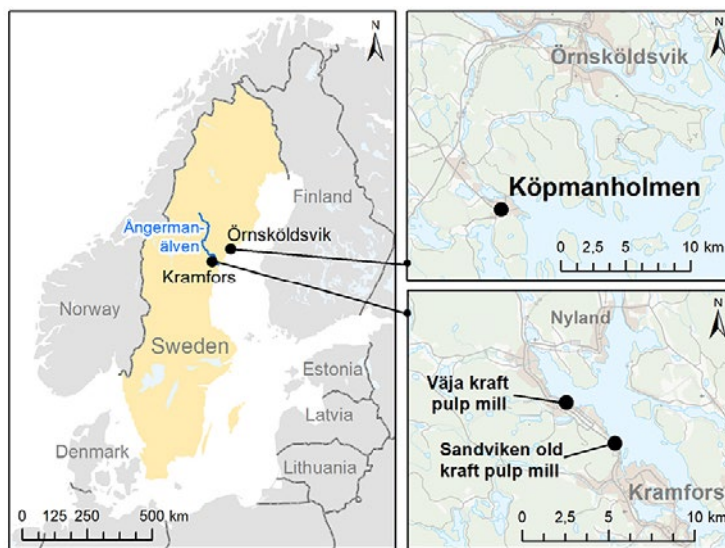 N
Finland
Ångerman-
älven
Örnsköldsvik
Kramfors
Norway
Sweden
Estonia
Latvia
Denmark
Lithuania
0 125 250 500 km
N
Örnsköldsvik
Köpmanholmen
0 2,5 5 10 km
N
Nyland
Väja kraft
pulp mill
Sandviken old
kraft pulp mill
Kramfors
0 2,5 5 10 km